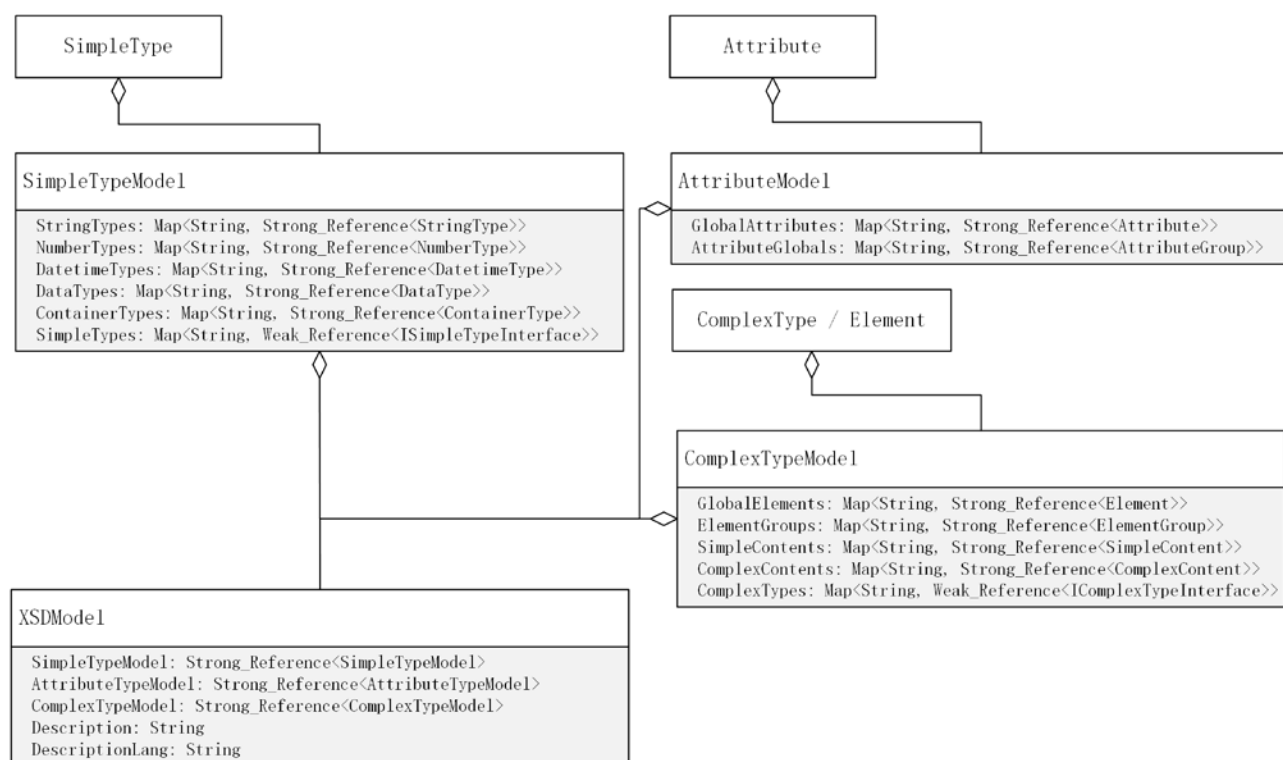 SimpleType
Attribute
SimpleTypeModel
StringTypes: Map<String, Strong_Reference<StringType>>
NumberTypes: Map<String, Strong_Reference<NumberType>>
DatetimeTypes: Map<String, Strong_Reference<DatetimeType>>
DataTypes: Map<String, Strong_Reference<DataType>>
ContainerTypes: Map<String, Strong_Reference<ContainerType>>
SimpleTypes: Map<String, Weak_Reference<ISimpleTypeInterface>>
AttributeModel
GlobalAttributes: Map<String, Strong_Reference<Attribute>>
AttributeGlobals: Map<String, Strong_Reference<AttributeGroup>>
ComplexType / Element
ComplexTypeModel
GlobalElements: Map<String, Strong_Reference<Element>>
ElementGroups: Map<String, Strong_Reference<ElementGroup>>
SimpleContents: Map<String, Strong_Reference<SimpleContent>>
ComplexContents: Map<String, Strong_Reference<ComplexContent>>
ComplexTypes: Map<String, Weak_Reference<IComplexTypeInterface>>
XSDModel
SimpleTypeModel: Strong_Reference<SimpleTypeModel>
AttributeTypeModel: Strong_Reference<AttributeTypeModel>
ComplexTypeModel: Strong_Reference<ComplexTypeModel>
Description: String
DescriptionLang: String